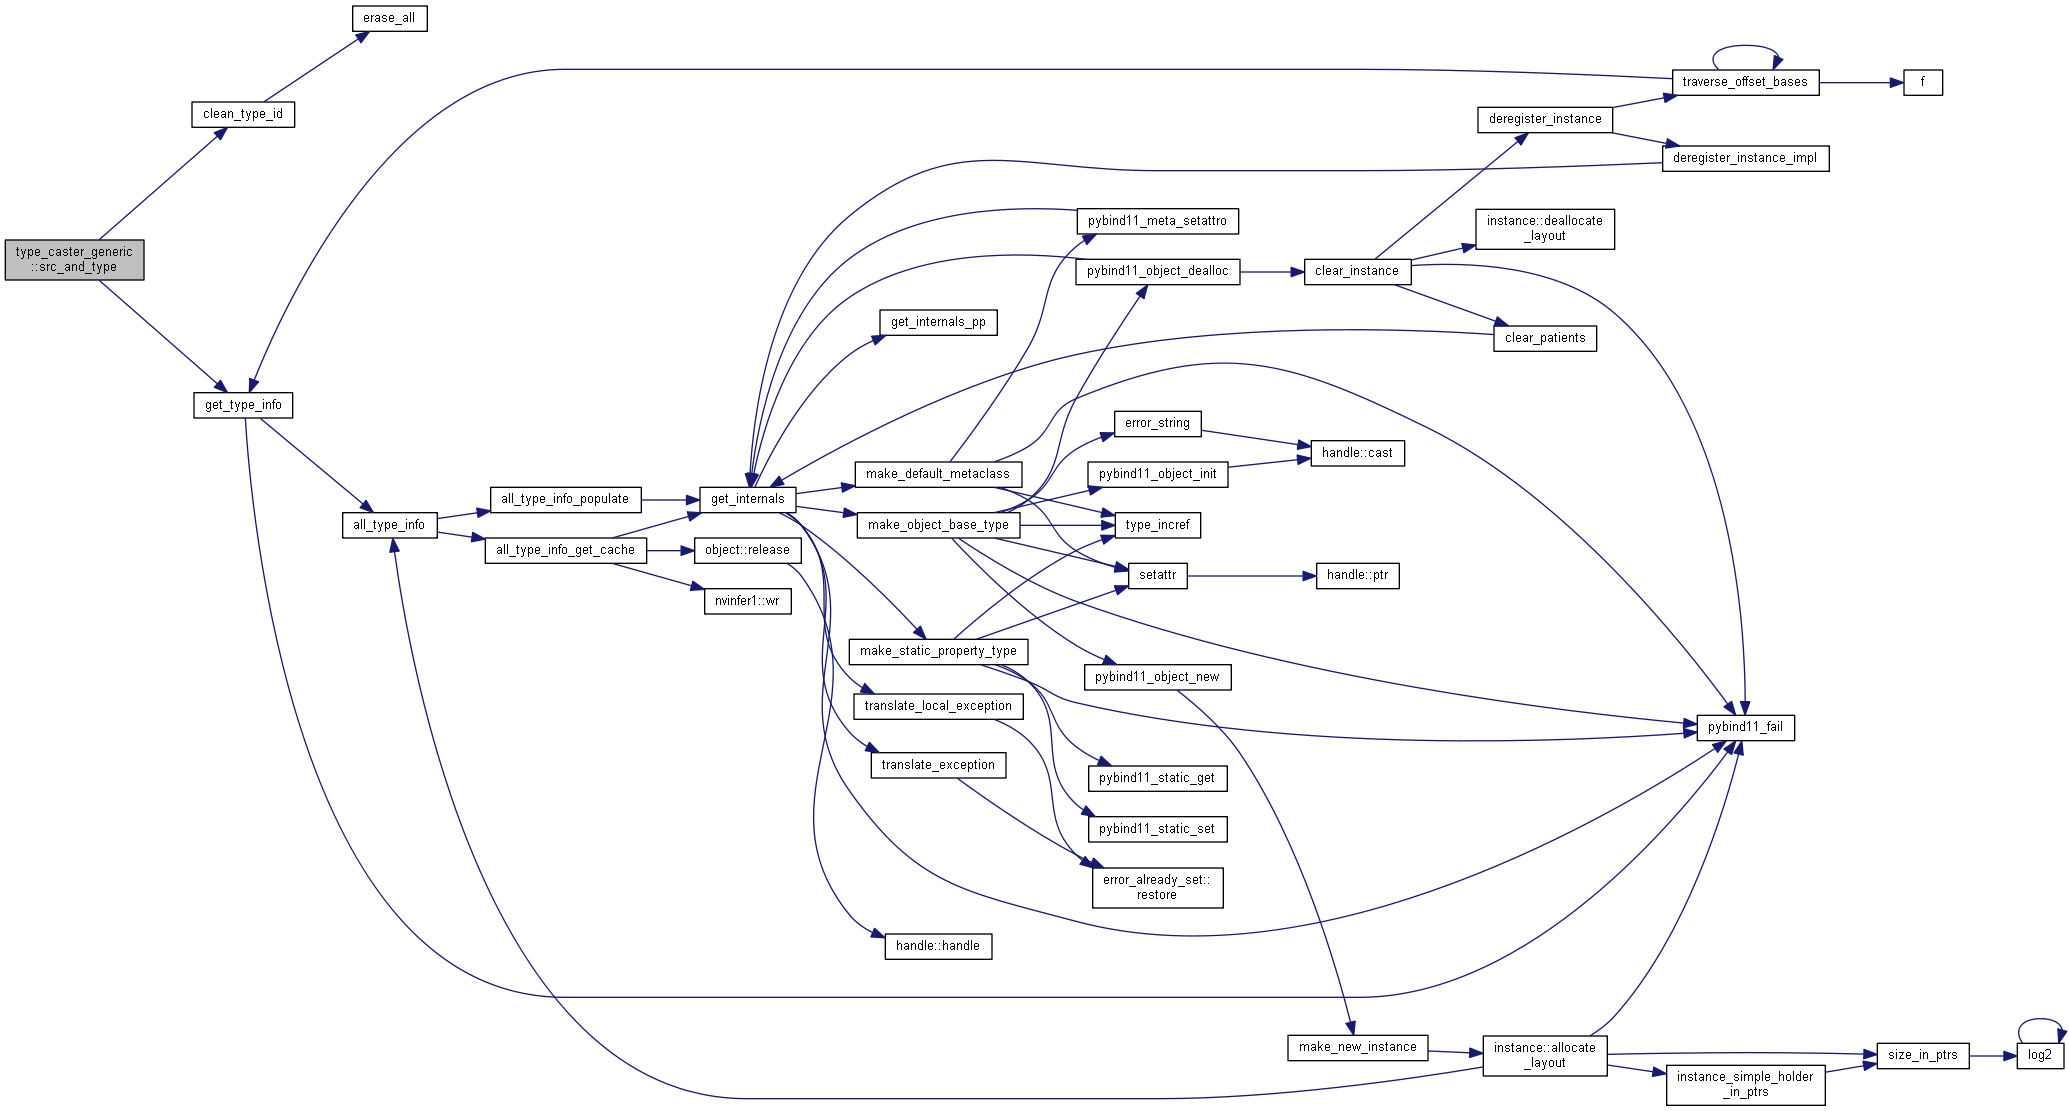 erase_all
traverse_offset_bases
f
clean_type_id
deregister_instance
deregister_instance_impl
pybind11_meta_setattro
instance::deallocate
_layout
type_caster_generic
::src_and_type
pybind11_object_dealloc
clear_instance
get_internals_pp
clear_patients
get_type_info
error_string
handle::cast
make_default_metaclass
pybind11_object_init
all_type_info_populate
get_internals
all_type_info
make_object_base_type
type_incref
all_type_info_get_cache
object::release
setattr
handle::ptr
nvinfer1::wr
make_static_property_type
pybind11_object_new
translate_local_exception
pybind11_fail
translate_exception
pybind11_static_get
pybind11_static_set
error_already_set::
restore
handle::handle
make_new_instance
instance::allocate
_layout
size_in_ptrs
log2
instance_simple_holder
_in_ptrs